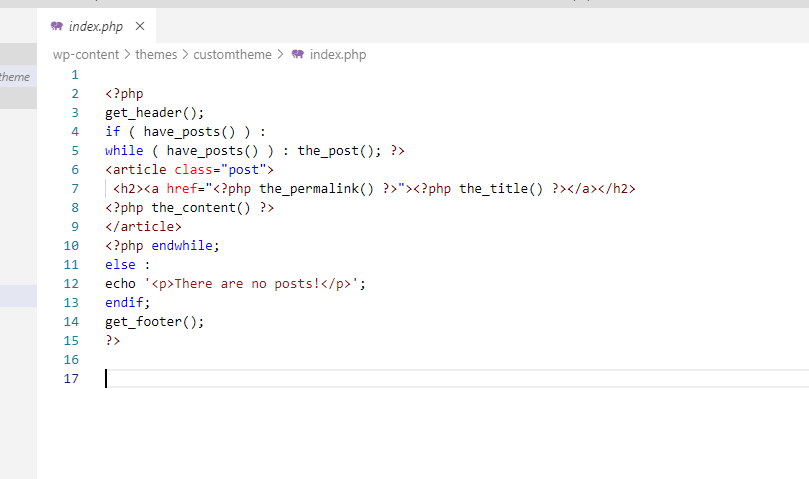 index.php ×
wp-content > themes > customtheme > index.php
theme
1
2 <?php
3 get_header();
4 if ( have_posts() ) :
5 while ( have_posts() ) : the_post(); ?>
6 <article class="post">
7 <h2><a href="<?php the_permalink() ?>"><?php the_title() ?></a></h2>
8 <?php the_content() ?>
9 </article>
10 <?php endwhile;
11 else :
12 echo '<p>There are no posts!</p>';
13 endif;
14 get_footer();
15 ?>
16
17